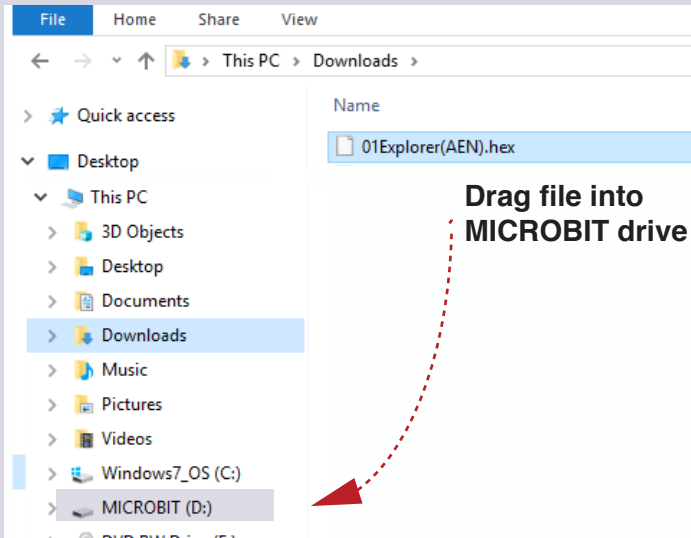 File Home Share View
This PC > Downloads >
Quick access
Name
01Explorer(AEN).hex
Desktop
This PC
Drag file into
MICROBIT drive
3D Objects
Desktop
Documents
Downloads
Music
Pictures
Videos
Windows7_OS (C:)
MICROBIT (D:)